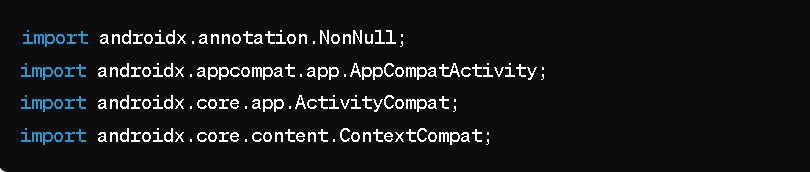 import androidx.annotation.NonNull;
import androidx.appcompat.app.AppCompatActivity;
import androidx.core.app.ActivityCompat;
import androidx.core.content.ContextCompat;